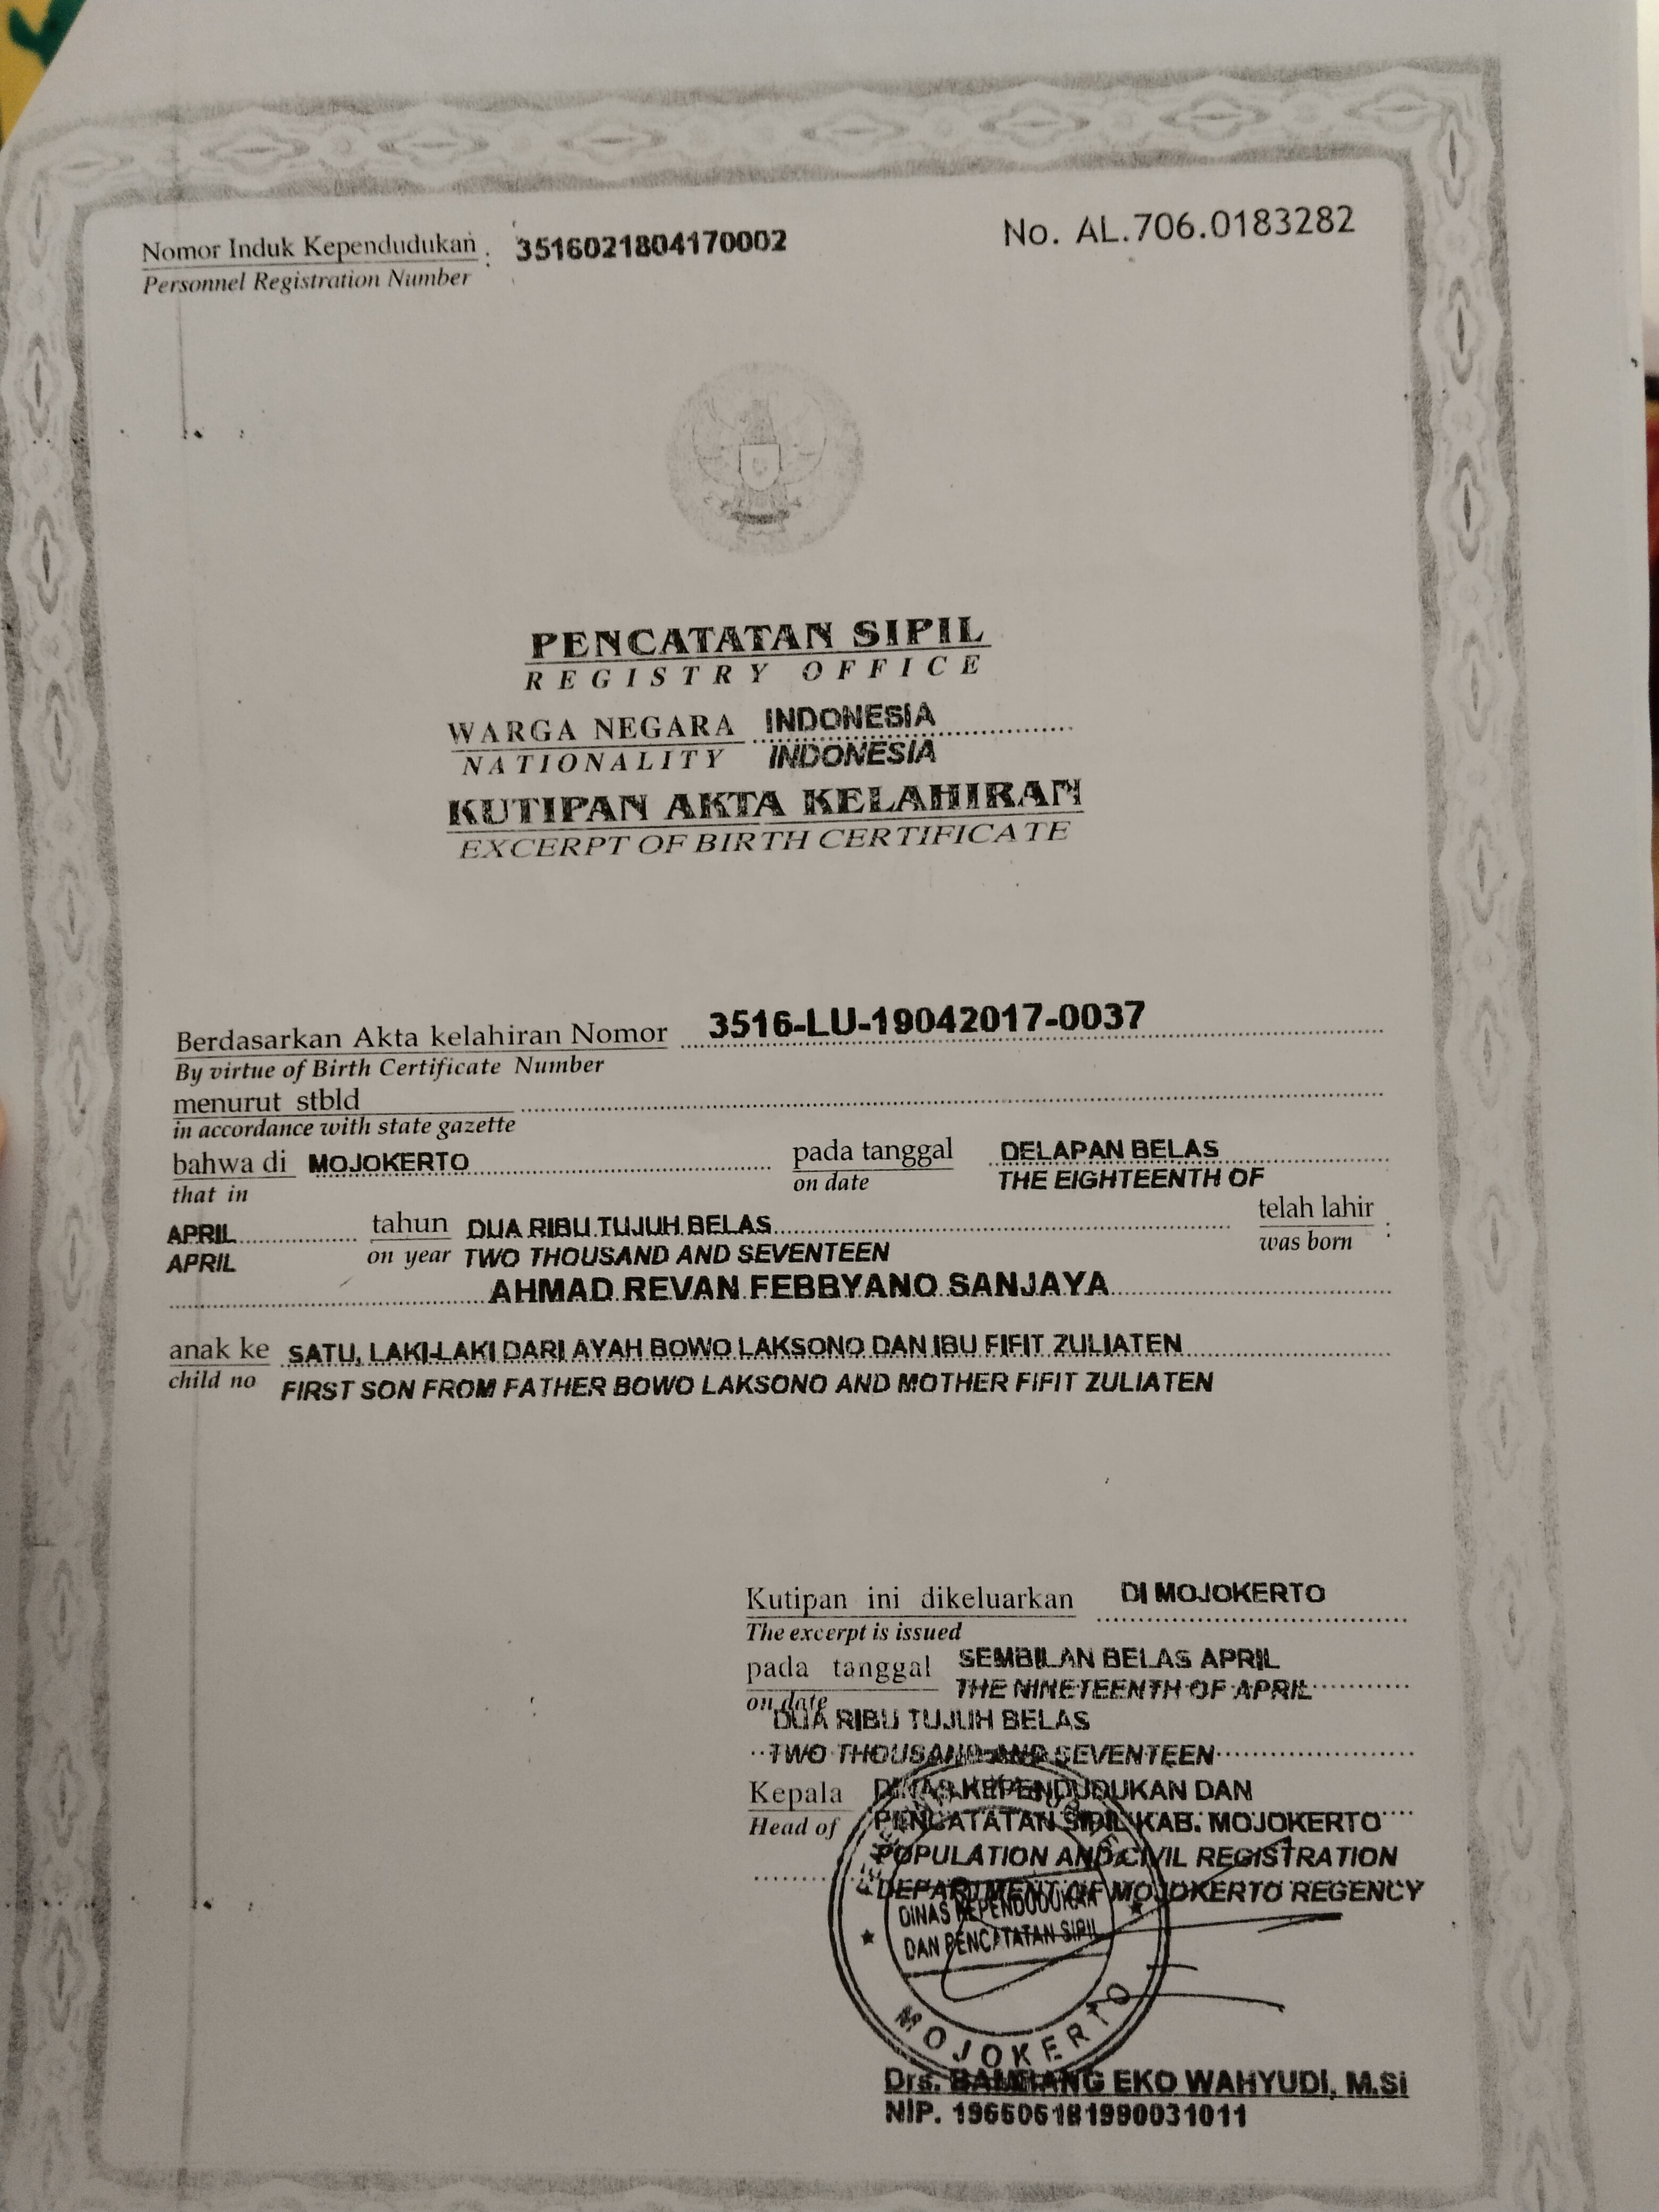 Nomor Induk Kependudukan : 3516021804170002
No. AL.706.0183282
Personnel Registration Number
PENCATATAN SIPIL
REGISTRY OFFICE
WARGA NEGARA INDONESIA
NATIONALITY INDONESIA
KUTIPAN AKTA KELAHIRAN
EXCERPT OF BIRTH CERTIFICATE
Berdasarkan Akta kelahiran Nomor 3516-LU-19042017-0037
By virtue of Birth Certificate Number
menurut stbld
in accordance with state gazette
bahwa di MOJOKERTO pada tanggal DELAPAN BELAS
that in on date THE EIGHTEENTH OF
APRIL tahun DUA RIBU TUJUH BELAS telah lahir :
APRIL on year TWO THOUSAND AND SEVENTEEN was born
AHMAD REVAN FEBBYANO SANJAYA
anak ke SATU, LAKI-LAKI DARI AYAH BOWO LAKSONO DAN IBU FIFIT ZULIATEN
child no FIRST SON FROM FATHER BOWO LAKSONO AND MOTHER FIFIT ZULIATEN
Kutipan ini dikeluarkan DI MOJOKERTO
The excerpt is issued
pada tanggal SEMBILAN BELAS APRIL
on date THE NINETEENTH OF APRIL
DUA RIBU TUJUH BELAS
TWO THOUSAND AND SEVENTEEN
Kepala DINAS KEPENDUDUKAN DAN
Head of PENCATATAN SIPIL KAB. MOJOKERTO
POPULATION AND CIVIL REGISTRATION
DEPARTMENT OF MOJOKERTO REGENCY
DINAS KEPENDUDUKAN
DAN PENCATATAN SIPIL
MOJOKERTO
Drs. BAMBANG EKO WAHYUDI, M.Si
NIP.